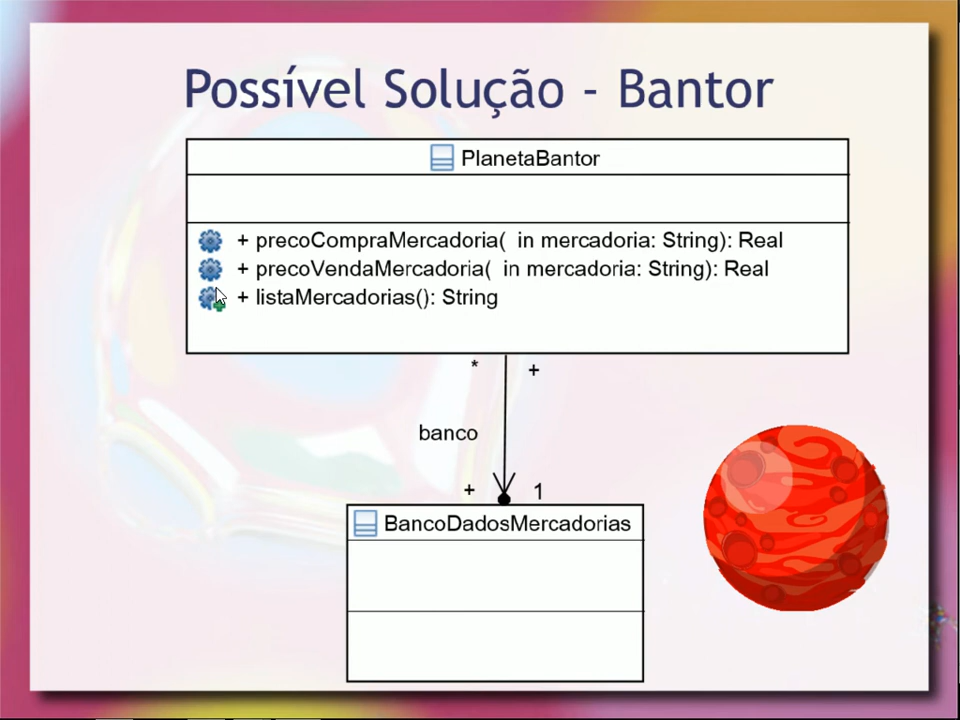 Possível Solução - Bantor
PlanetaBantor
+ precoCompraMercadoria( in mercadoria: String): Real
+ precoVendaMercadoria( in mercadoria: String): Real
+ listaMercadorias(): String
* +
banco
+ 1
BancoDadosMercadorias